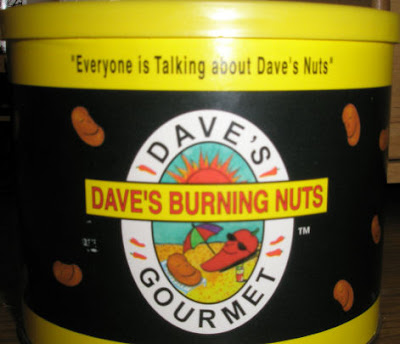 "Everyone is Talking about Dave's Nuts"
DAVE'S
DAVE'S BURNING NUTS
TM
GOURMET